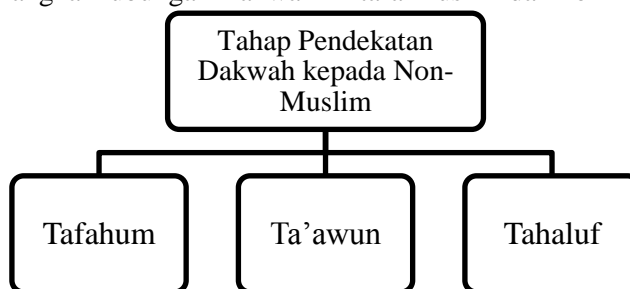 Tahap Pendekatan
Dakwah kepada Non-
Muslim
Tafahum
Ta’awun
Tahaluf